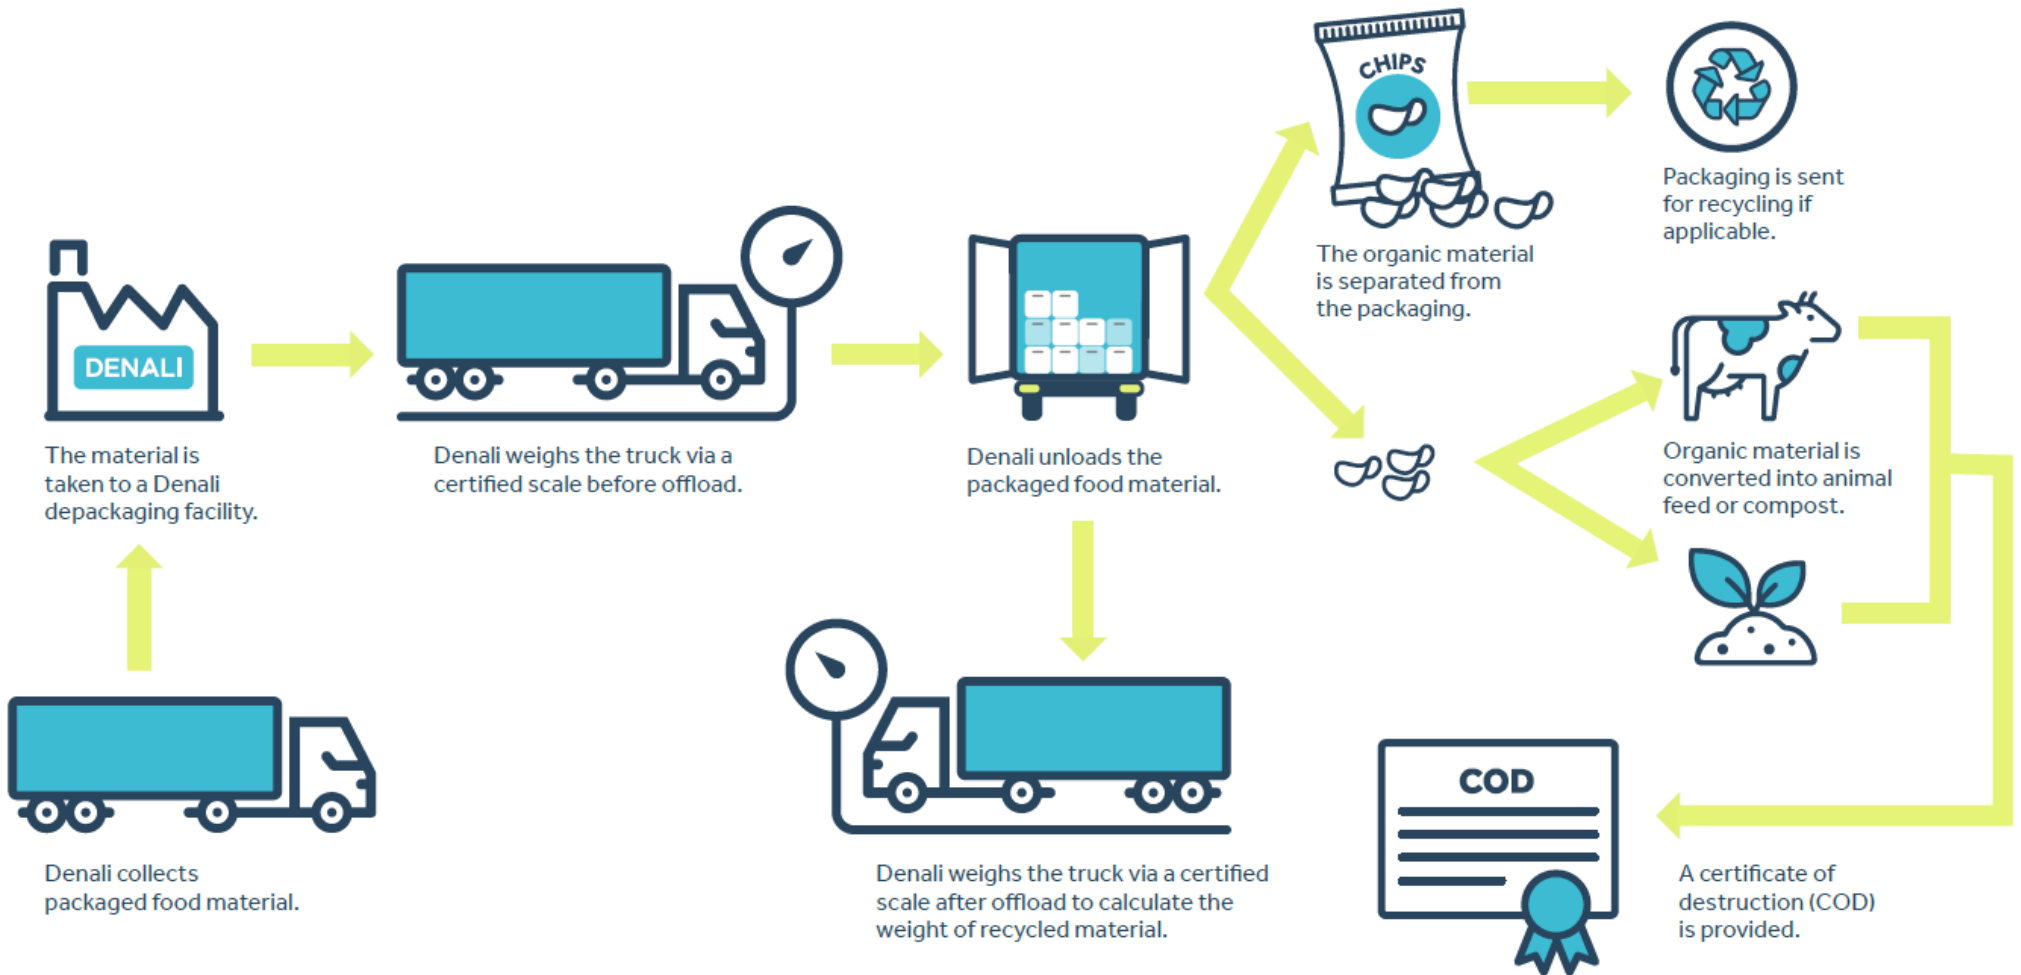 CHIPS
Packaging is sent
for recycling if
applicable.
The organic material
is separated from
the packaging.
DENALI
The material is
taken to a Denali
depackaging facility.
Denali weighs the truck via a
certified scale before offload.
Denali unloads the
packaged food material.
Organic material is
converted into animal
feed or compost.
Denali collects
packaged food material.
Denali weighs the truck via a certified
scale after offload to calculate the
weight of recycled material.
COD
A certificate of
destruction (COD)
is provided.